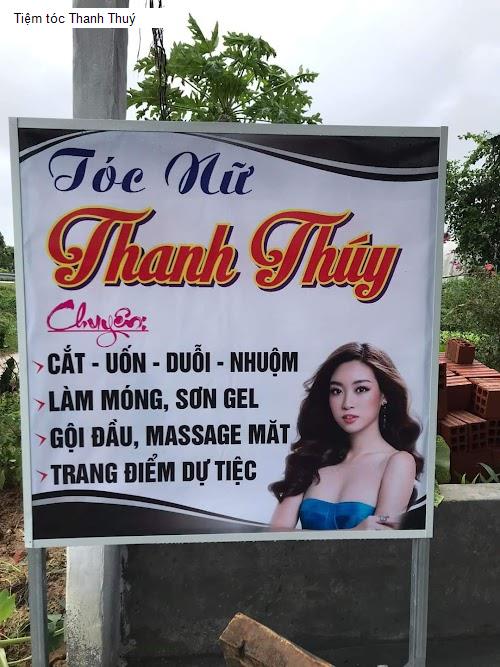 Tiệm tóc Thanh Thuý
Tóc Nữ
Thanh Thúy
Chuyên:
CẮT - UỐN - DUỖI - NHUỘM
LÀM MÓNG, SƠN GEL
GỘI ĐẦU, MASSAGE MĂT
TRANG ĐIỂM DỰ TIỆC